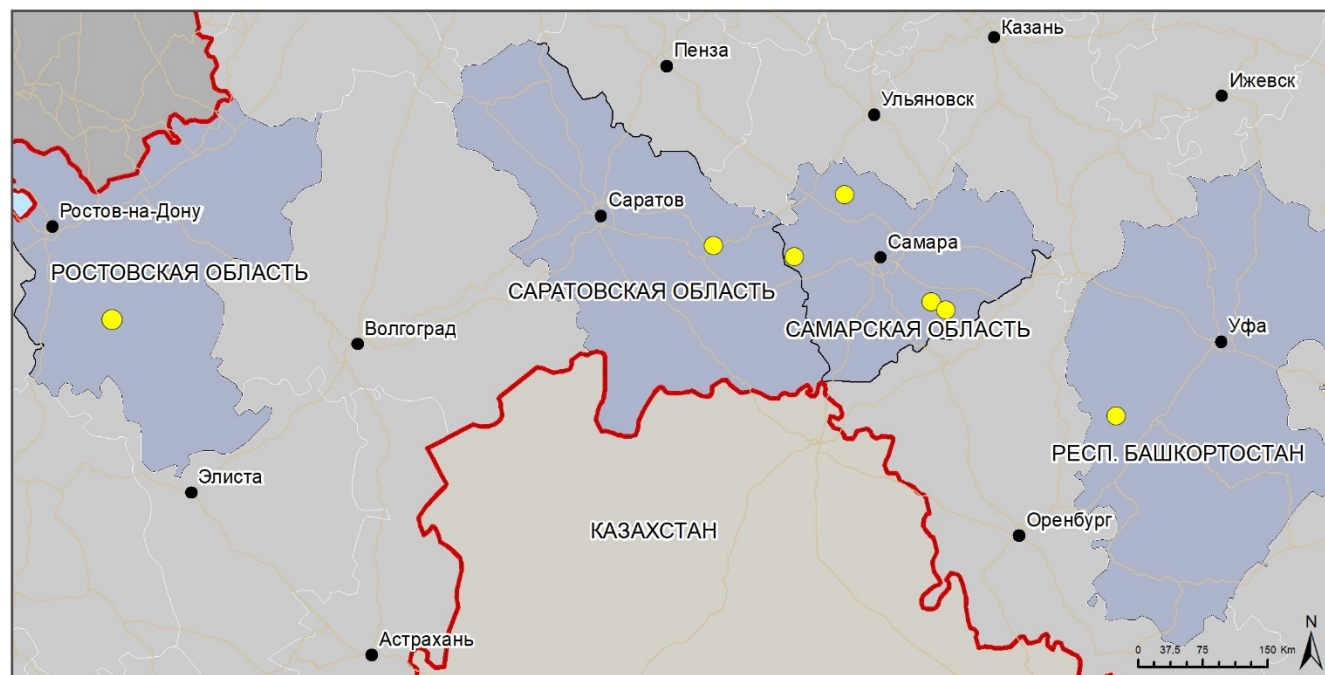 Казань
Пенза
Ижевск
Ульяновск
Саратов
Ростов-на-Дону
Самара
РОСТОВСКАЯ ОБЛАСТЬ
САРАТОВСКАЯ ОБЛАСТЬ
САМАРСКАЯ ОБЛАСТЬ
Волгоград
Уфа
РЕСП. БАШКОРТОСТАН
Элиста
КАЗАХСТАН
Оренбург
Астрахань
N
0 37,5 75 150 Km